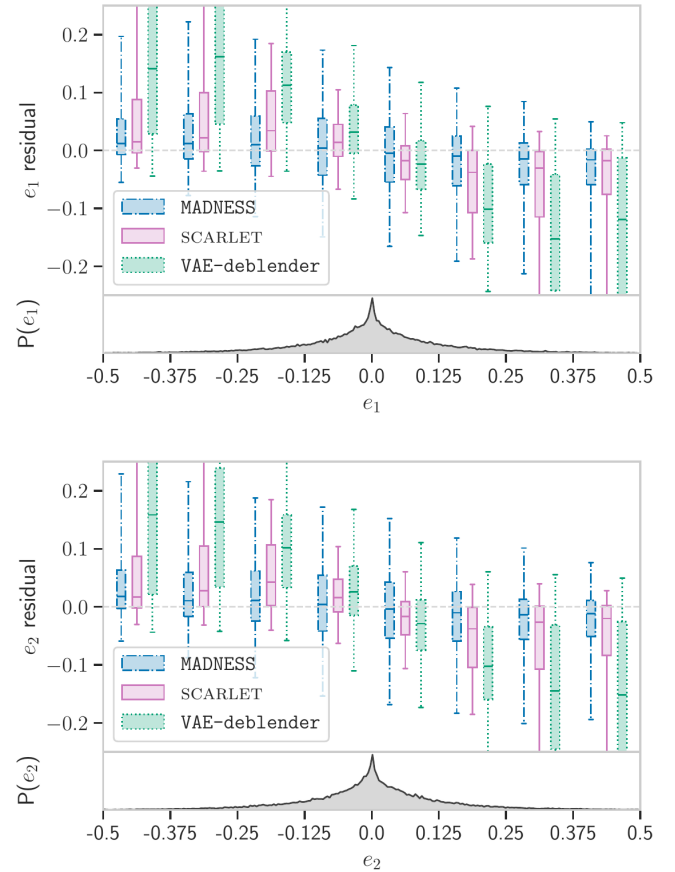 0.2
0.1
0.0
−0.1
−0.2
e₁ residual
MADNESS
SCARLET
VAE-deblender
P(e₁)
-0.5 -0.375 -0.25 -0.125 0.0 0.125 0.25 0.375 0.5
e₁
0.2
0.1
0.0
−0.1
−0.2
e₂ residual
MADNESS
SCARLET
VAE-deblender
P(e₂)
-0.5 -0.375 -0.25 -0.125 0.0 0.125 0.25 0.375 0.5
e₂